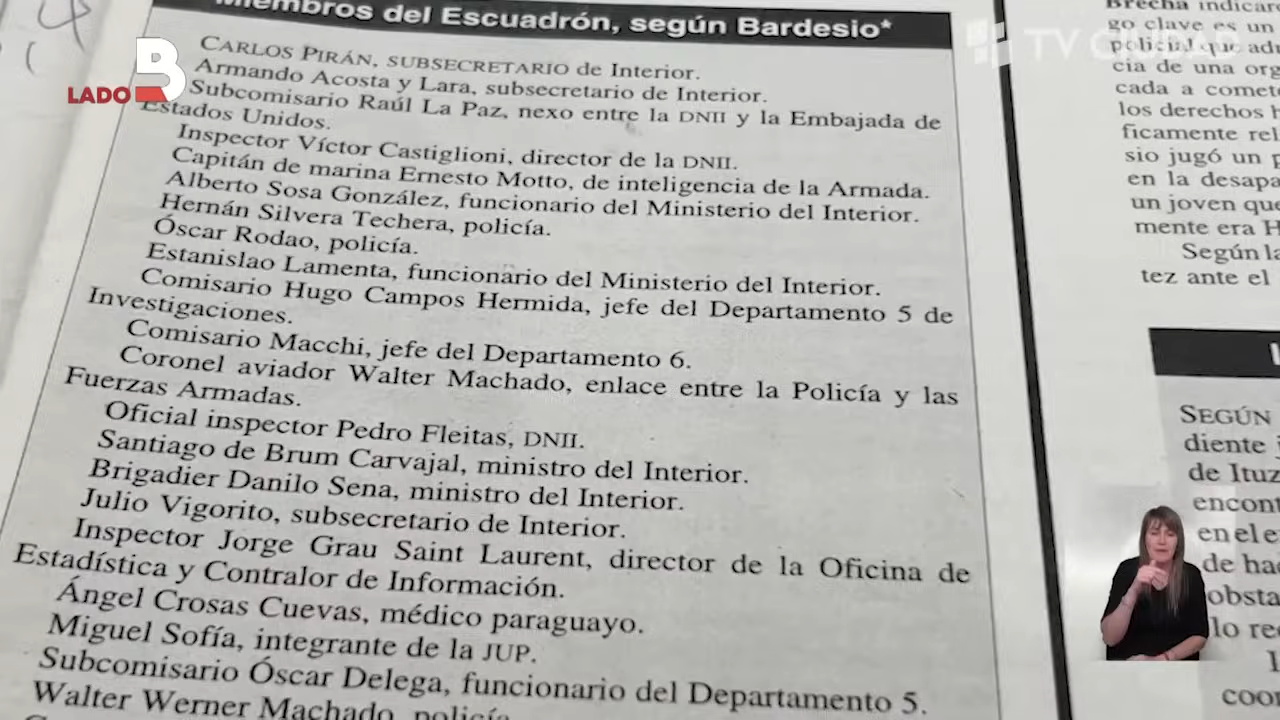 Miembros del Escuadrón, según Bardesio*
CARLOS PIRÁN, SUBSECRETARIO de Interior.
Armando Acosta y Lara, subsecretario de Interior.
Subcomisario Raúl La Paz, nexo entre la DNII y la Embajada de
Estados Unidos.
Inspector Víctor Castiglioni, director de la DNII.
Capitán de marina Ernesto Motto, de inteligencia de la Armada.
Alberto Sosa González, funcionario del Ministerio del Interior.
Hernán Silvera Techera, policía.
Óscar Rodao, policía.
Estanislao Lamenta, funcionario del Ministerio del Interior.
Comisario Hugo Campos Hermida, jefe del Departamento 5 de
Investigaciones.
Comisario Macchi, jefe del Departamento 6.
Coronel aviador Walter Machado, enlace entre la Policía y las
Fuerzas Armadas.
Oficial inspector Pedro Fleitas, DNII.
Santiago de Brum Carvajal, ministro del Interior.
Brigadier Danilo Sena, ministro del Interior.
Julio Vigorito, subsecretario de Interior.
Inspector Jorge Grau Saint Laurent, director de la Oficina de
Estadística y Contralor de Información.
Ángel Crosas Cuevas, médico paraguayo.
Miguel Sofía, integrante de la JUP.
Subcomisario Óscar Delega, funcionario del Departamento 5.
Walter Werner Machado, policía
Brecha indicaro
go clave es un
policial que adm
cia de una org
cada a comete
los derechos h
ficamente rel
sio jugó un p
en la desapa
un joven que
mente era H
Según la
tez ante el
SEGÚN
diente j
de Ituz
encont
en el e
de hac
obsta
lo rec
coor
LADO B
TV CIUDAD